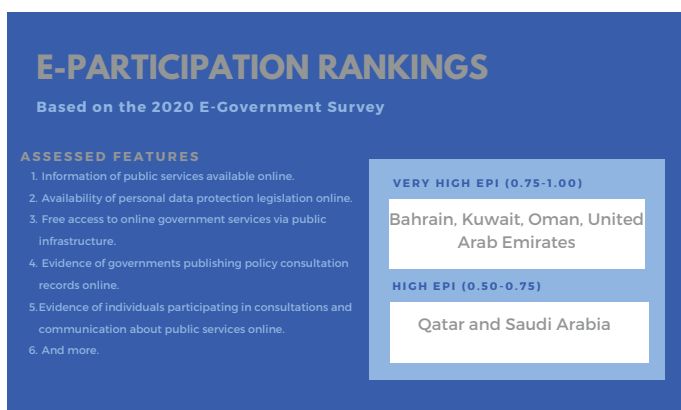 E-PARTICIPATION RANKINGS
Based on the 2020 E-Government Survey
ASSESSED FEATURES
1. Information of public services available online.
2. Availability of personal data protection legislation online.
3. Free access to online government services via public
infrastructure.
4. Evidence of governments publishing policy consultation
records online.
5.Evidence of individuals participating in consultations and
communication about public services online.
6. And more.
VERY HIGH EPI (0.75-1.00)
Bahrain, Kuwait, Oman, United
Arab Emirates
HIGH EPI (0.50-0.75)
Qatar and Saudi Arabia